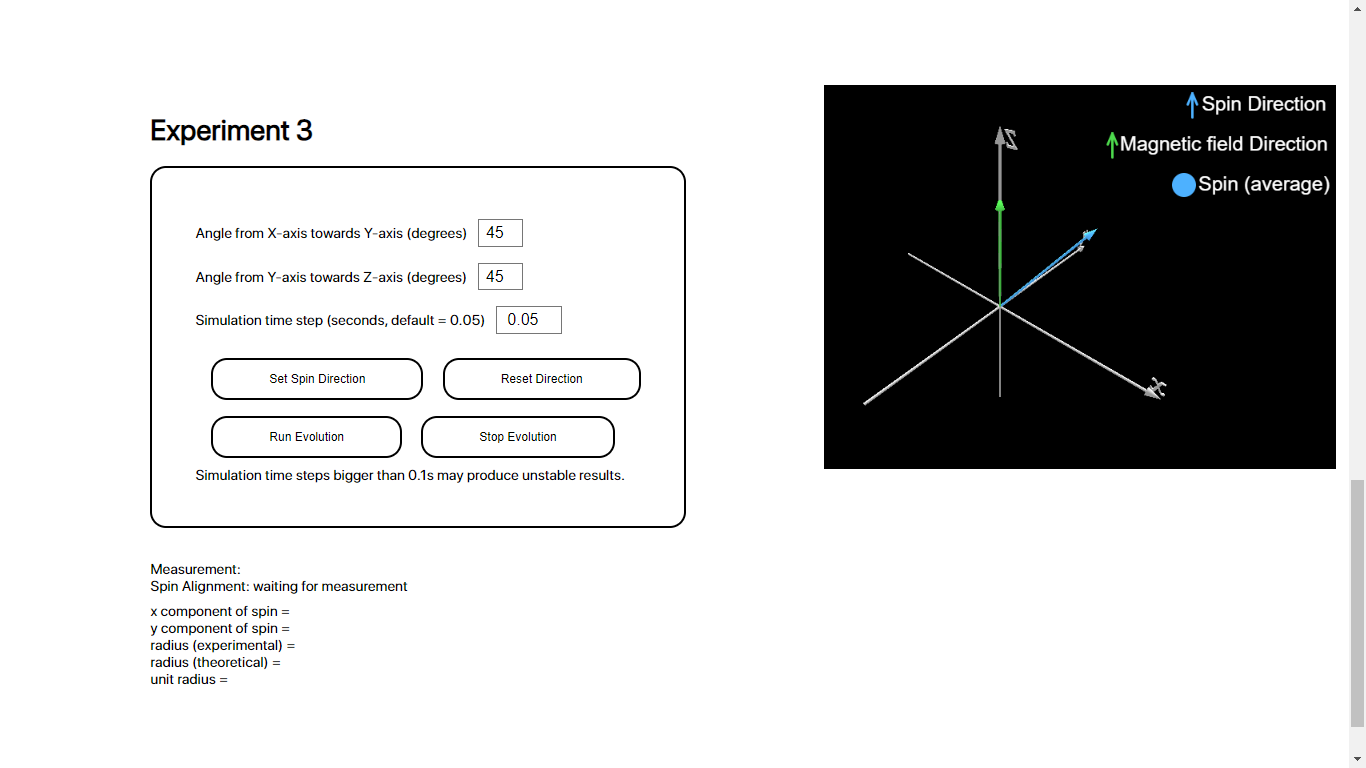 Experiment 3
Angle from X-axis towards Y-axis (degrees) 45
Angle from Y-axis towards Z-axis (degrees) 45
Simulation time step (seconds, default = 0.05) 0.05
Set Spin Direction Reset Direction
Run Evolution Stop Evolution
Simulation time steps bigger than 0.1s may produce unstable results.
Measurement:
Spin Alignment: waiting for measurement
x component of spin =
y component of spin =
radius (experimental) =
radius (theoretical) =
unit radius =
Spin Direction
Magnetic field Direction
Spin (average)
Z
X